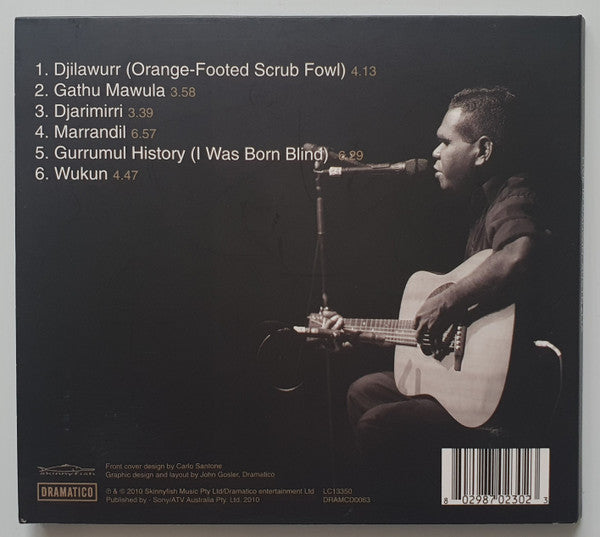 1. Djilawurr (Orange-Footed Scrub Fowl) 4.13
2. Gathu Mawula 3.58
3. Djarimirri 3.39
4. Marrandil 6.57
5. Gurrumul History (I Was Born Blind) 6.29
6. Wukun 4.47
skinnyfish
Front cover design by Carlo Santone
Graphic design and layout by John Gosler, Dramatico
DRAMATICO
℗ & © 2010 Skinnyfish Music Pty Ltd/Dramatico entertainment Ltd LC13350
Published by - Sony/ATV Australia Pty. Ltd. 2010 DRAMCD0063
8 02987 02302 3